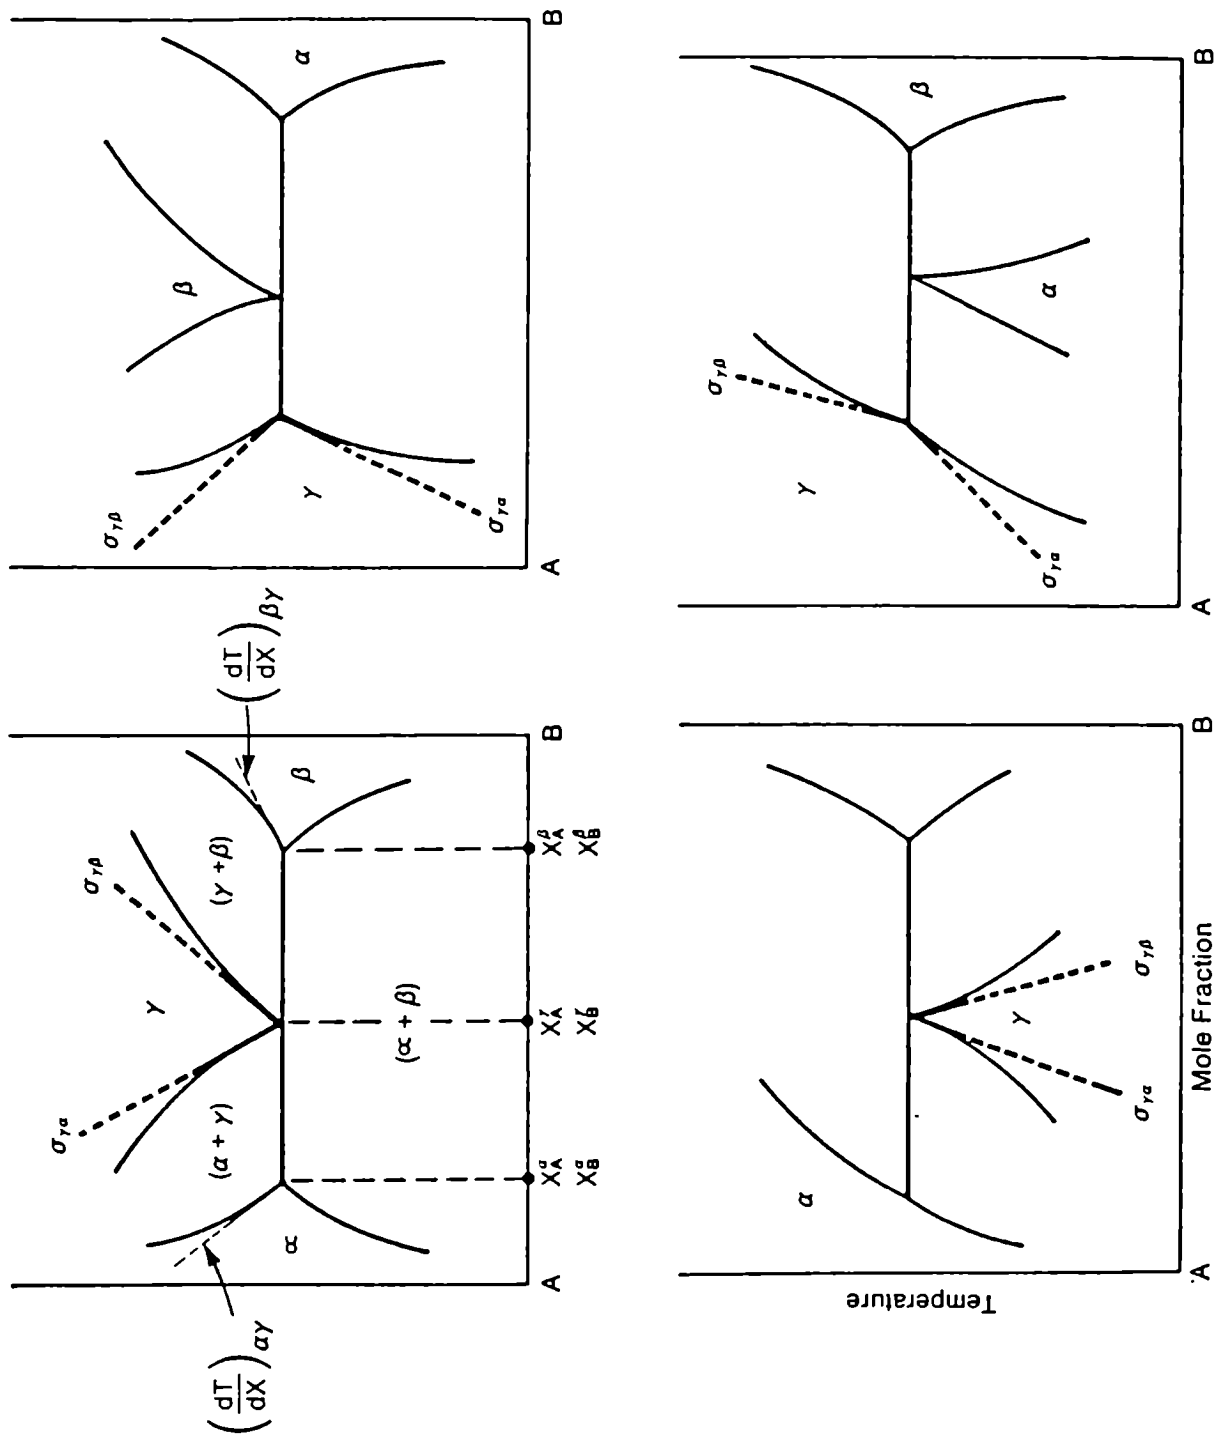 (dT/dX)αγ
σγα
(α + γ)
α
γ
σγβ
(γ + β)
(dT/dX)βγ
β
(α + β)
A
X_A^α
X_B^α
X_A^γ
X_B^γ
X_A^β
X_B^β
B
σγβ
β
α
γ
σγα
A
B
Temperature
α
γ
σγα
σγβ
A
B
Mole Fraction
γ
σγβ
β
α
σγα
A
B